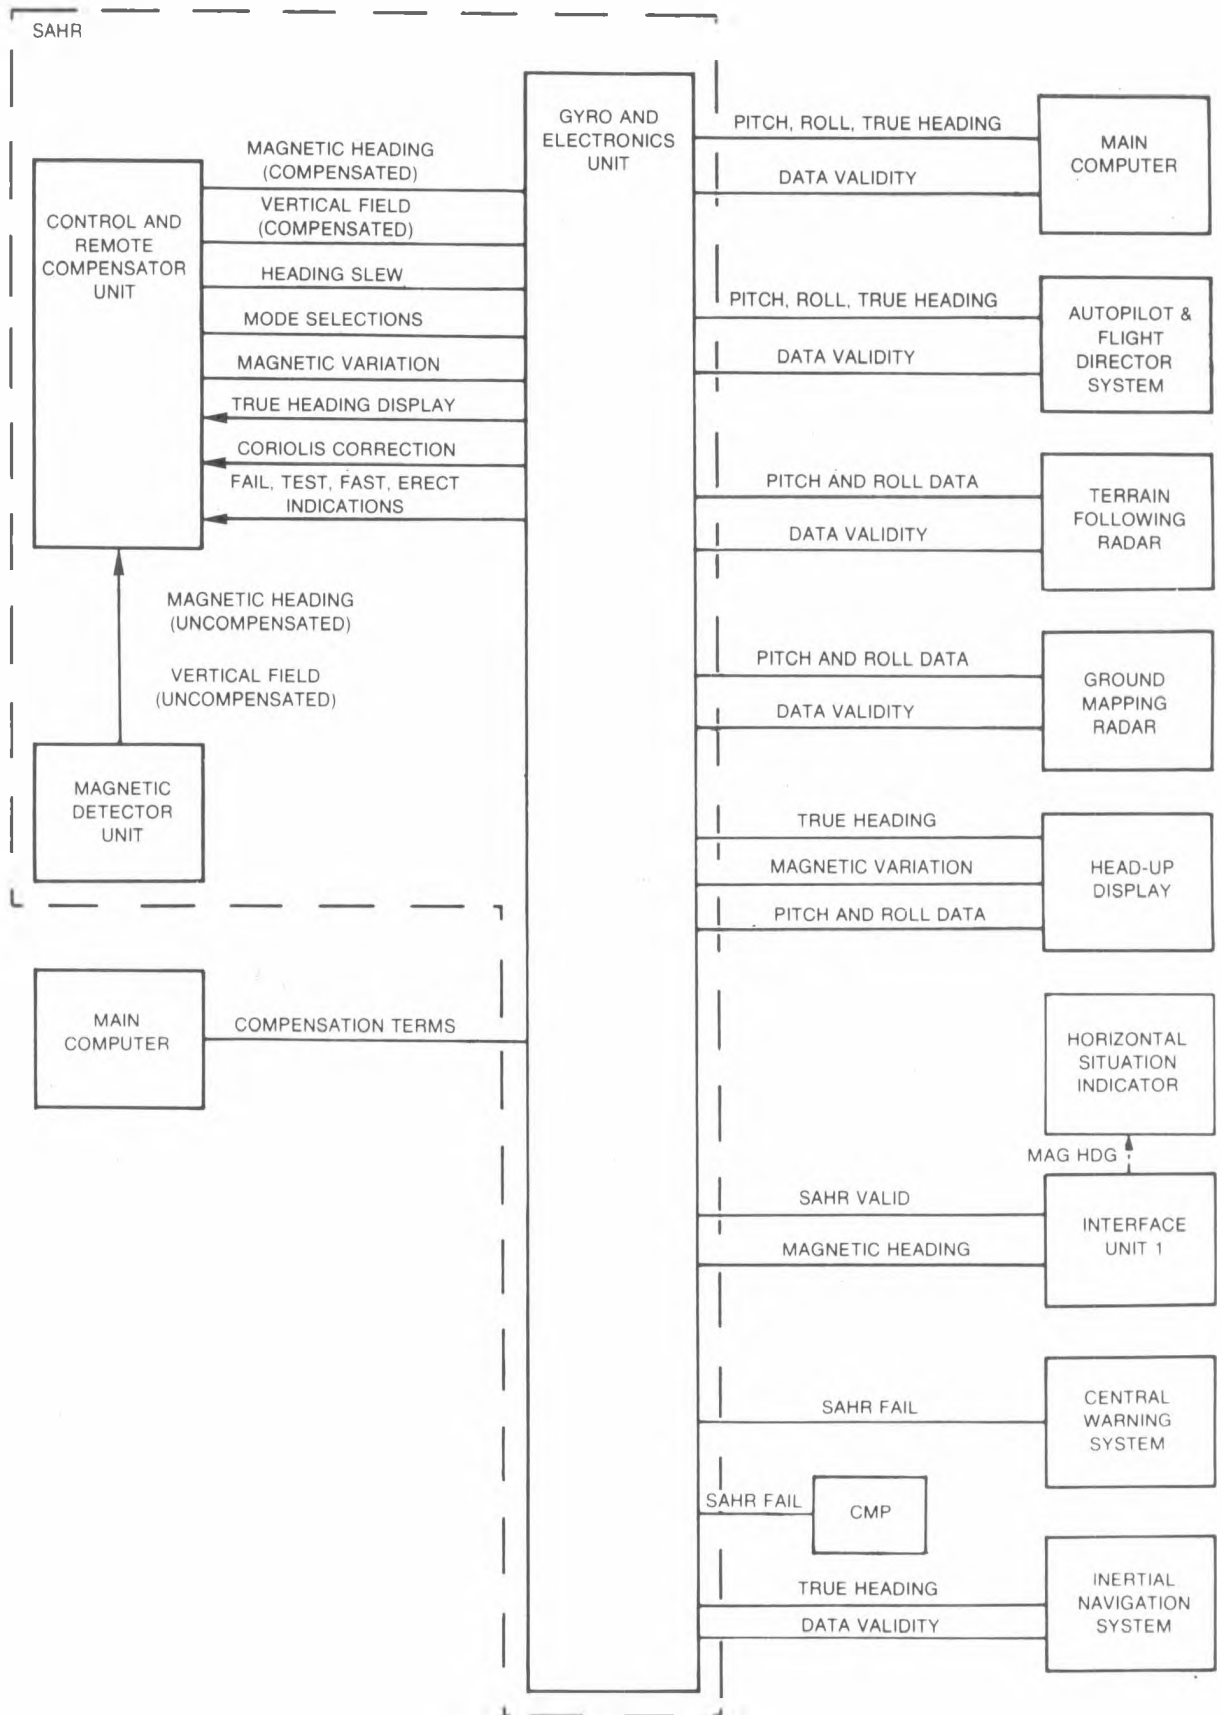 SAHR
GYRO AND
ELECTRONICS
UNIT
CONTROL AND
REMOTE
COMPENSATOR
UNIT
MAGNETIC HEADING
(COMPENSATED)
VERTICAL FIELD
(COMPENSATED)
HEADING SLEW
MODE SELECTIONS
MAGNETIC VARIATION
TRUE HEADING DISPLAY
CORIOLIS CORRECTION
FAIL, TEST, FAST, ERECT
INDICATIONS
MAGNETIC HEADING
(UNCOMPENSATED)
VERTICAL FIELD
(UNCOMPENSATED)
MAGNETIC
DETECTOR
UNIT
MAIN
COMPUTER
COMPENSATION TERMS
PITCH, ROLL, TRUE HEADING
DATA VALIDITY
MAIN
COMPUTER
PITCH, ROLL, TRUE HEADING
DATA VALIDITY
AUTOPILOT &
FLIGHT
DIRECTOR
SYSTEM
PITCH AND ROLL DATA
DATA VALIDITY
TERRAIN
FOLLOWING
RADAR
PITCH AND ROLL DATA
DATA VALIDITY
GROUND
MAPPING
RADAR
TRUE HEADING
MAGNETIC VARIATION
PITCH AND ROLL DATA
HEAD-UP
DISPLAY
HORIZONTAL
SITUATION
INDICATOR
MAG HDG
SAHR VALID
MAGNETIC HEADING
INTERFACE
UNIT 1
SAHR FAIL
CENTRAL
WARNING
SYSTEM
SAHR FAIL
CMP
TRUE HEADING
DATA VALIDITY
INERTIAL
NAVIGATION
SYSTEM